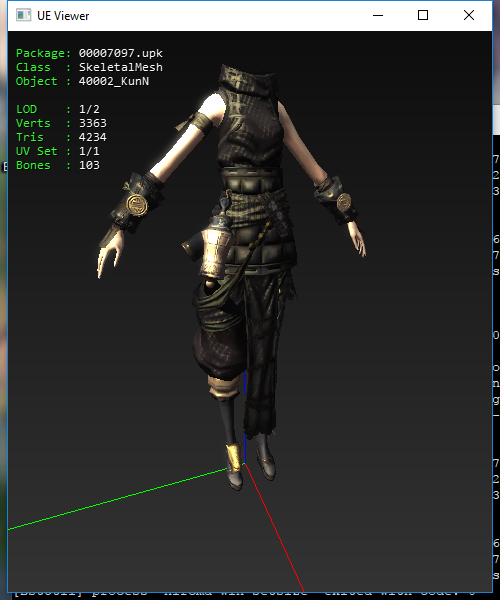 UE Viewer
Package: 00007097.upk
Class : SkeletalMesh
Object : 40002_KunN
LOD : 1/2
Verts : 3363
Tris : 4234
UV Set : 1/1
Bones : 103